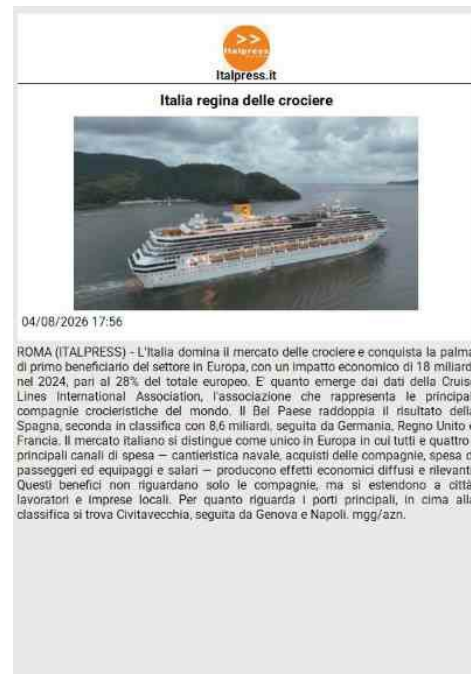 >>
Italpress
Italpress.it
Italia regina delle crociere
04/08/2026 17:56
ROMA (ITALPRESS) - L'Italia domina il mercato delle crociere e conquista la palma
di primo beneficiario del settore in Europa, con un impatto economico di 18 miliard
nel 2024, pari al 28% del totale europeo. E' quanto emerge dai dati della Cruise
Lines International Association, l'associazione che rappresenta le principal
compagnie crocieristiche del mondo. Il Bel Paese raddoppia il risultato della
Spagna, seconda in classifica con 8,6 miliardi, seguita da Germania, Regno Unito e
Francia. Il mercato italiano si distingue come unico in Europa in cui tutti e quattro
principali canali di spesa — cantieristica navale, acquisti delle compagnie, spesa d
passeggeri ed equipaggi e salari — producono effetti economici diffusi e rilevant
Questi benefici non riguardano solo le compagnie, ma si estendono a città
lavoratori e imprese locali. Per quanto riguarda i porti principali, in cima alla
classifica si trova Civitavecchia, seguita da Genova e Napoli. mgg/azn.